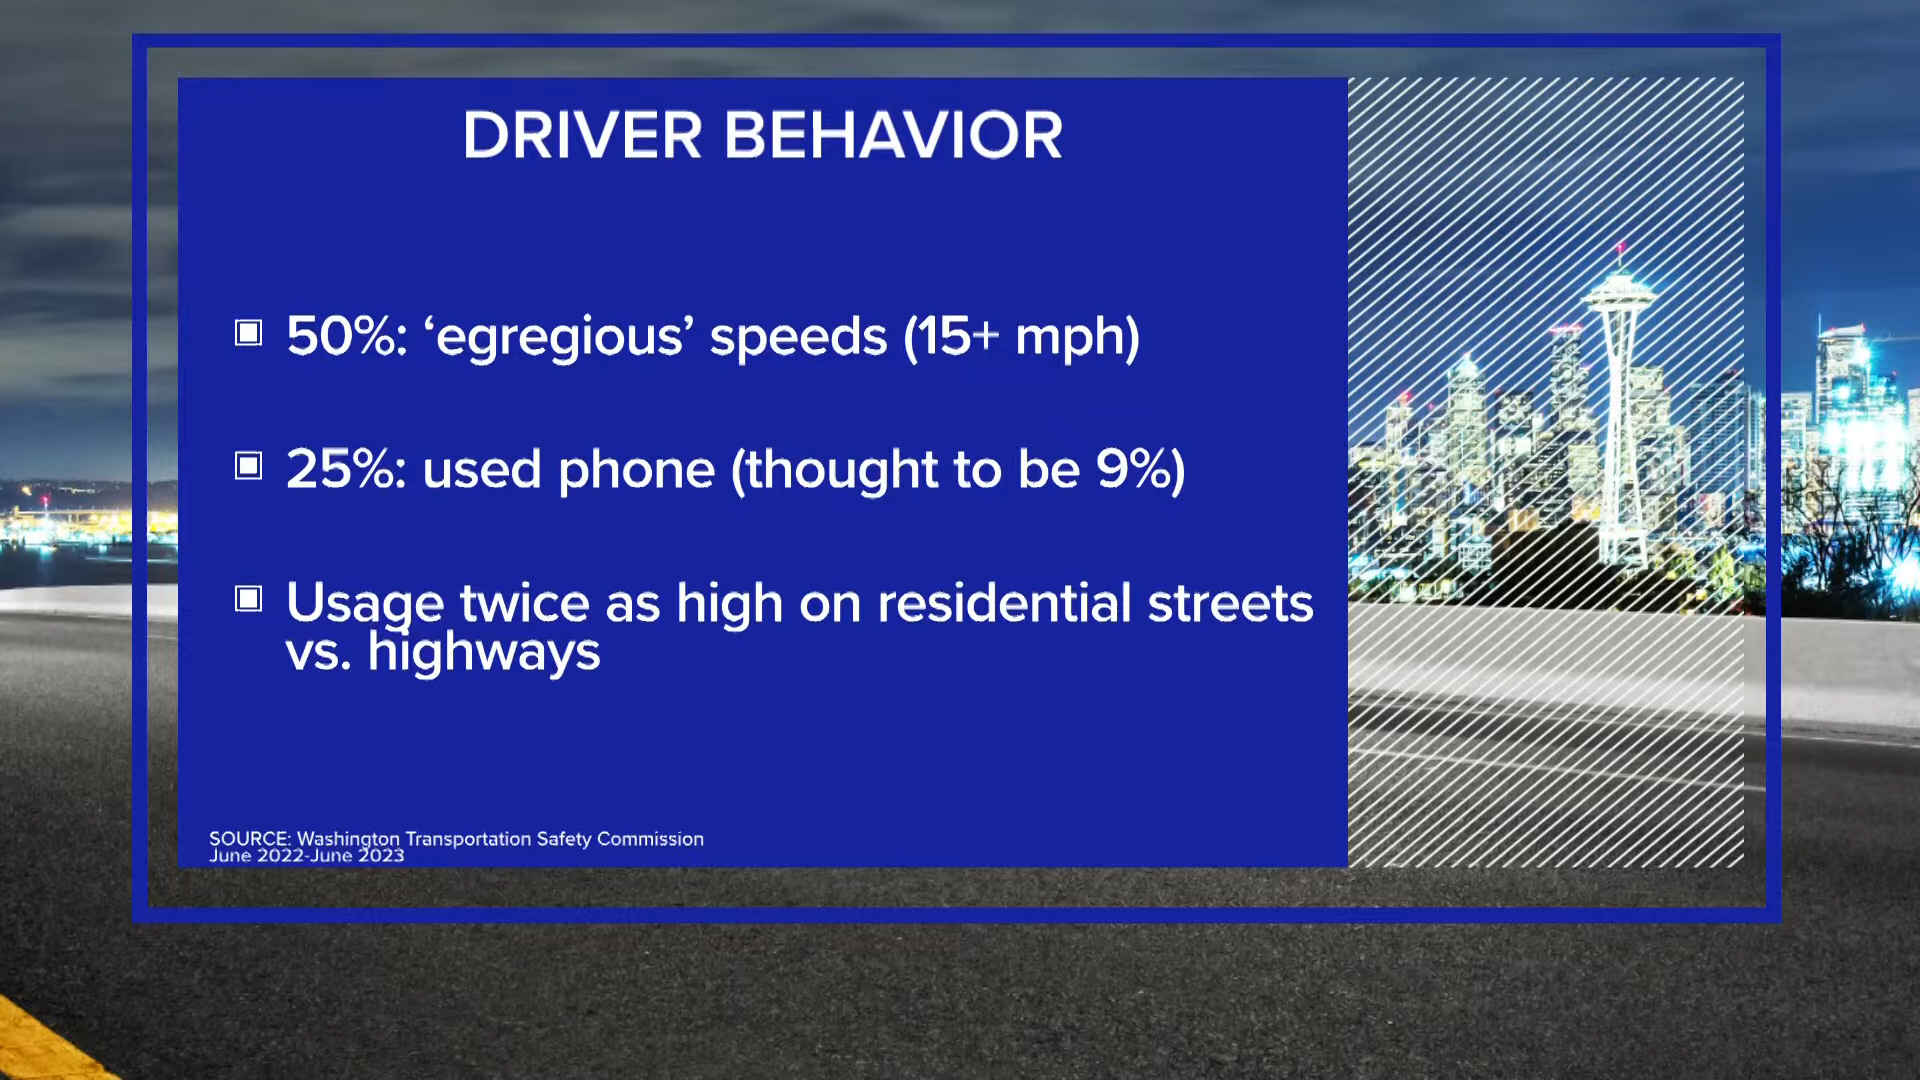 DRIVER BEHAVIOR
50%: ‘egregious’ speeds (15+ mph)
25%: used phone (thought to be 9%)
Usage twice as high on residential streets
vs. highways
SOURCE: Washington Transportation Safety Commission
June 2022-June 2023